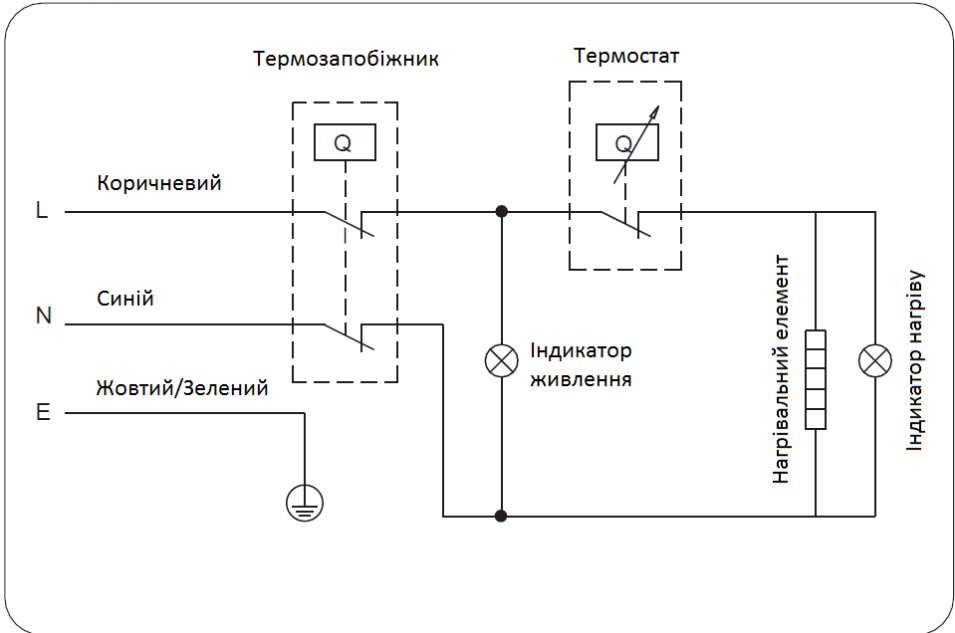 Термозапобіжник
Термостат
Q
Q
Коричневий
L
Синій
N
Індикатор
живлення
Жовтий/Зелений
E
Нагрівальний елемент
Індикатор нагріву